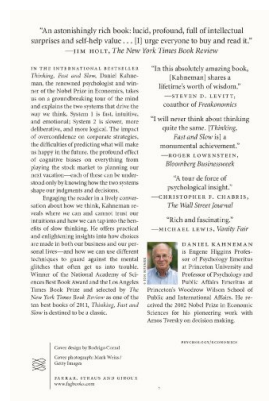 "An astonishingly rich book: lucid, profound, full of intellectual
surprises and self-help value . . . [I] urge everyone to buy and read it."
—JIM HOLT, The New York Times Book Review
IN THE INTERNATIONAL BESTSELLER
Thinking, Fast and Slow, Daniel Kahne-
man, the renowned psychologist and win-
ner of the Nobel Prize in Economics, takes
us on a groundbreaking tour of the mind
and explains the two systems that drive the
way we think. System 1 is fast, intuitive,
and emotional; System 2 is slower, more
deliberative, and more logical. The impact
of overconfidence on corporate strategies,
the difficulties of predicting what will make
us happy in the future, the profound effect
of cognitive biases on everything from
playing the stock market to planning our
next vacation—each of these can be under-
stood only by knowing how the two systems
shape our judgments and decisions.
Engaging the reader in a lively conver-
sation about how we think, Kahneman re-
veals where we can and cannot trust our
intuitions and how we can tap into the ben-
efits of slow thinking. He offers practical
and enlightening insights into how choices
are made in both our business and our per-
sonal lives—and how we can use different
techniques to guard against the mental
glitches that often get us into trouble.
Winner of the National Academy of Sci-
ences Best Book Award and the Los Angeles
Times Book Prize and selected by The
New York Times Book Review as one of the
ten best books of 2011, Thinking, Fast and
Slow is destined to be a classic.
"In this absolutely amazing book,
[Kahneman] shares a
lifetime's worth of wisdom."
—STEVEN D. LEVITT,
coauthor of Freakonomics
"I will never think about thinking
quite the same. [Thinking,
Fast and Slow] is a
monumental achievement."
—ROGER LOWENSTEIN,
Bloomberg Businessweek
"A tour de force of
psychological insight."
—CHRISTOPHER F. CHABRIS,
The Wall Street Journal
"Rich and fascinating."
—MICHAEL LEWIS, Vanity Fair
DANIEL KAHNEMAN
is Eugene Higgins Profes-
sor of Psychology Emeritus
at Princeton University and
Professor of Psychology and
Public Affairs Emeritus at
Princeton's Woodrow Wilson School of
Public and International Affairs. He re-
ceived the 2002 Nobel Prize in Economic
Sciences for his pioneering work with
Amos Tversky on decision making.
PSYCHOLOGY/ECONOMICS
Cover design by Rodrigo Corral
Cover photograph: Mark Weiss /
Getty Images
FARRAR, STRAUS AND GIROUX
www.fsgbooks.com